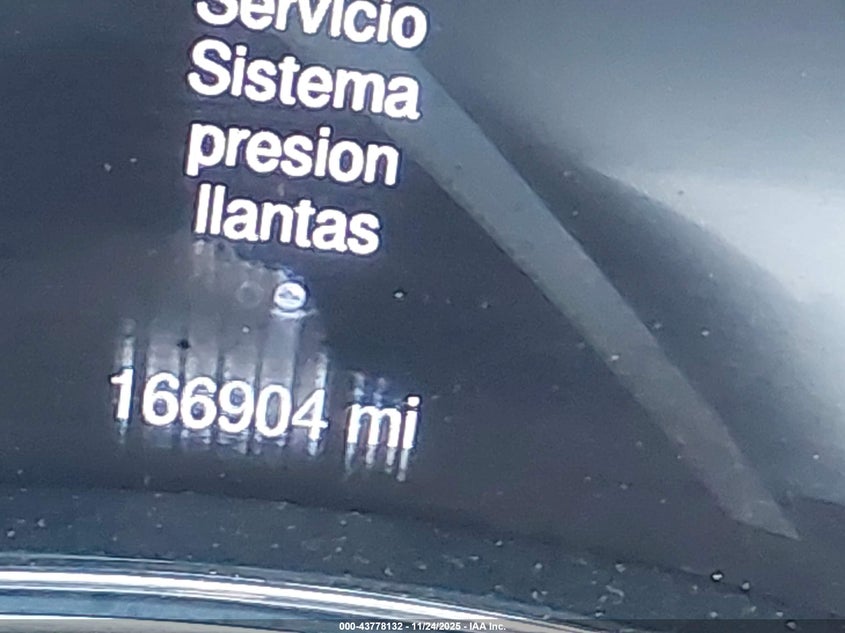 Servicio
Sistema
presion
llantas
166904 mi
000-43778132 - 11/24/2025 - IAA Inc.